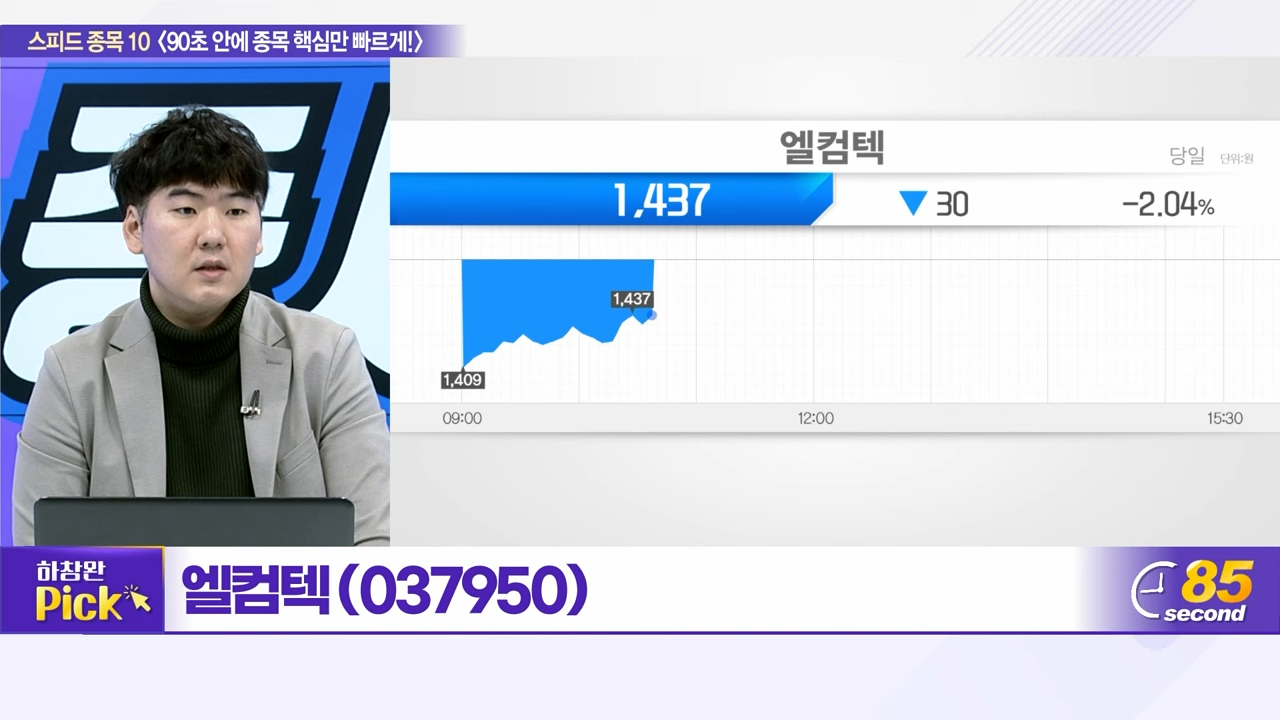 스피드 종목 10 〈90초 안에 종목 핵심만 빠르게!〉
엘컴텍
당일 단위:원
1,437 ▼ 30 -2.04%
1,437
1,409
09:00 12:00 15:30
하창완
Pick
엘컴텍(037950)
85
second